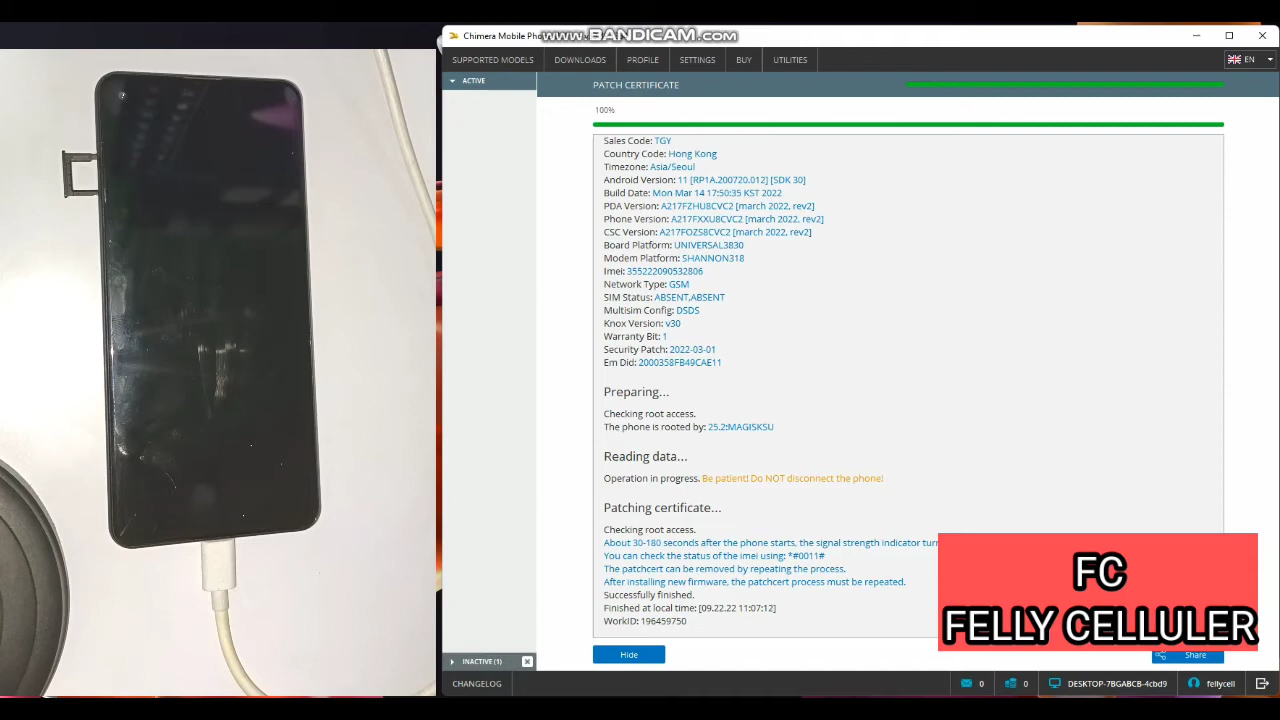 Chimera Mobile Pho
www.BANDICAM.com
SUPPORTED MODELS DOWNLOADS PROFILE SETTINGS BUY UTILITIES EN
ACTIVE
PATCH CERTIFICATE
100%
Sales Code: TGY
Country Code: Hong Kong
Timezone: Asia/Seoul
Android Version: 11 [RP1A.200720.012] [SDK 30]
Build Date: Mon Mar 14 17:50:35 KST 2022
PDA Version: A217FZHU8CVC2 [march 2022, rev2]
Phone Version: A217FXXU8CVC2 [march 2022, rev2]
CSC Version: A217FOZS8CVC2 [march 2022, rev2]
Board Platform: UNIVERSAL3830
Modem Platform: SHANNON318
Imei: 355222090532806
Network Type: GSM
SIM Status: ABSENT,ABSENT
Multisim Config: DSDS
Knox Version: v30
Warranty Bit: 1
Security Patch: 2022-03-01
Em Did: 2000358FB49CAE11
Preparing...
Checking root access.
The phone is rooted by: 25.2:MAGISKSU
Reading data...
Operation in progress. Be patient! Do NOT disconnect the phone!
Patching certificate...
Checking root access.
About 30-180 seconds after the phone starts, the signal strength indicator turn
You can check the status of the imei using: *#0011#
The patchcert can be removed by repeating the process.
After installing new firmware, the patchcert process must be repeated.
Successfully finished.
Finished at local time: [09.22.22 11:07:12]
WorkID: 196459750
FC
FELLY CELLULER
Hide
Share
INACTIVE (1)
CHANGELOG
0 0 DESKTOP-7BGABCB-4cbd9 fellycell